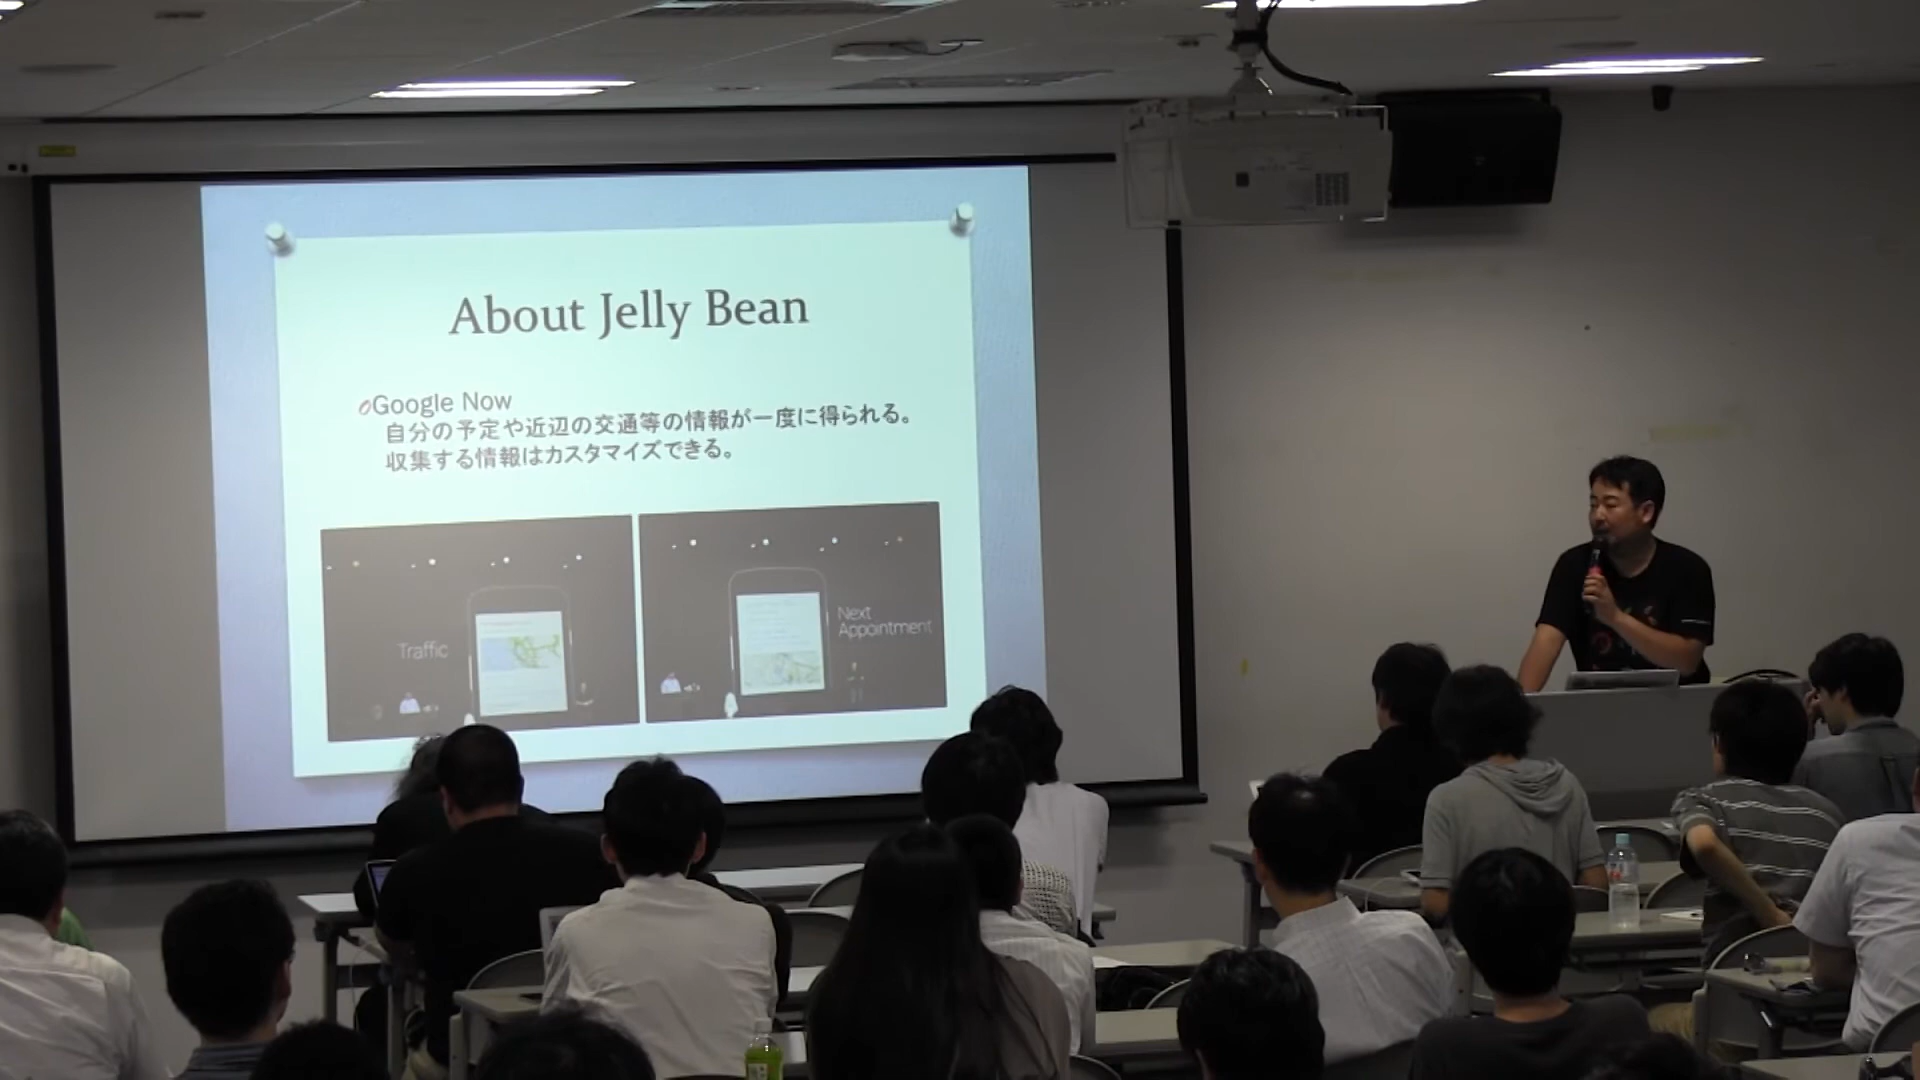 About Jelly Bean
Google Now
自分の予定や近辺の交通等の情報が一度に得られる。
収集する情報はカスタマイズできる。
Traffic
Next
Appointment